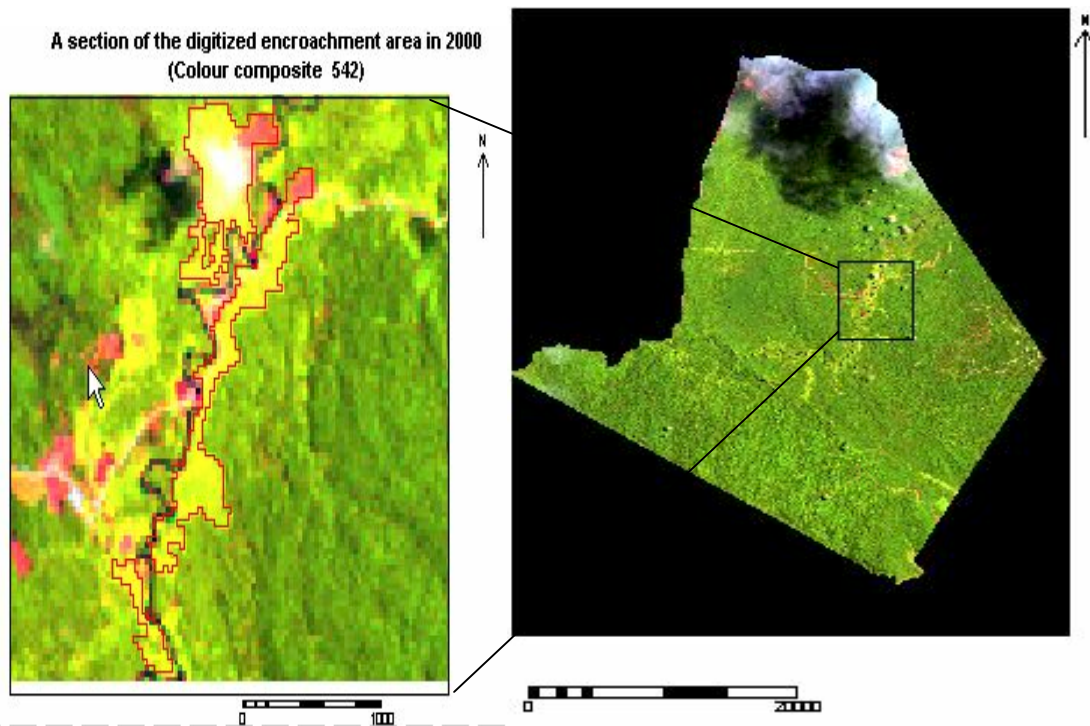 A section of the digitized encroachment area in 2000
(Colour composite 542)
N
N
0 1000
0 20000